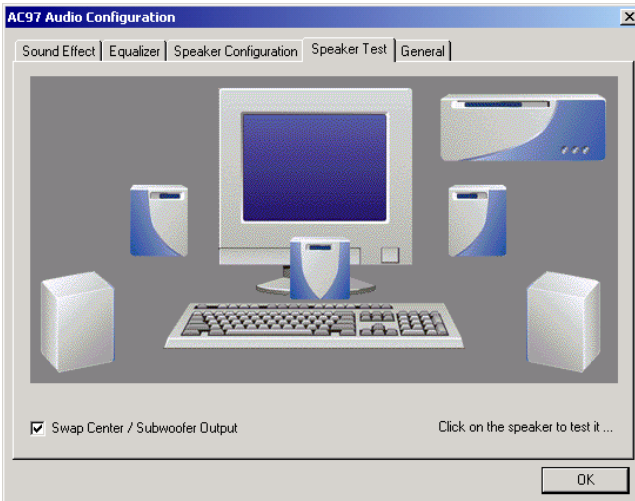 AC97 Audio Configuration
Sound Effect Equalizer Speaker Configuration Speaker Test General
Swap Center / Subwoofer Output
Click on the speaker to test it ...
OK